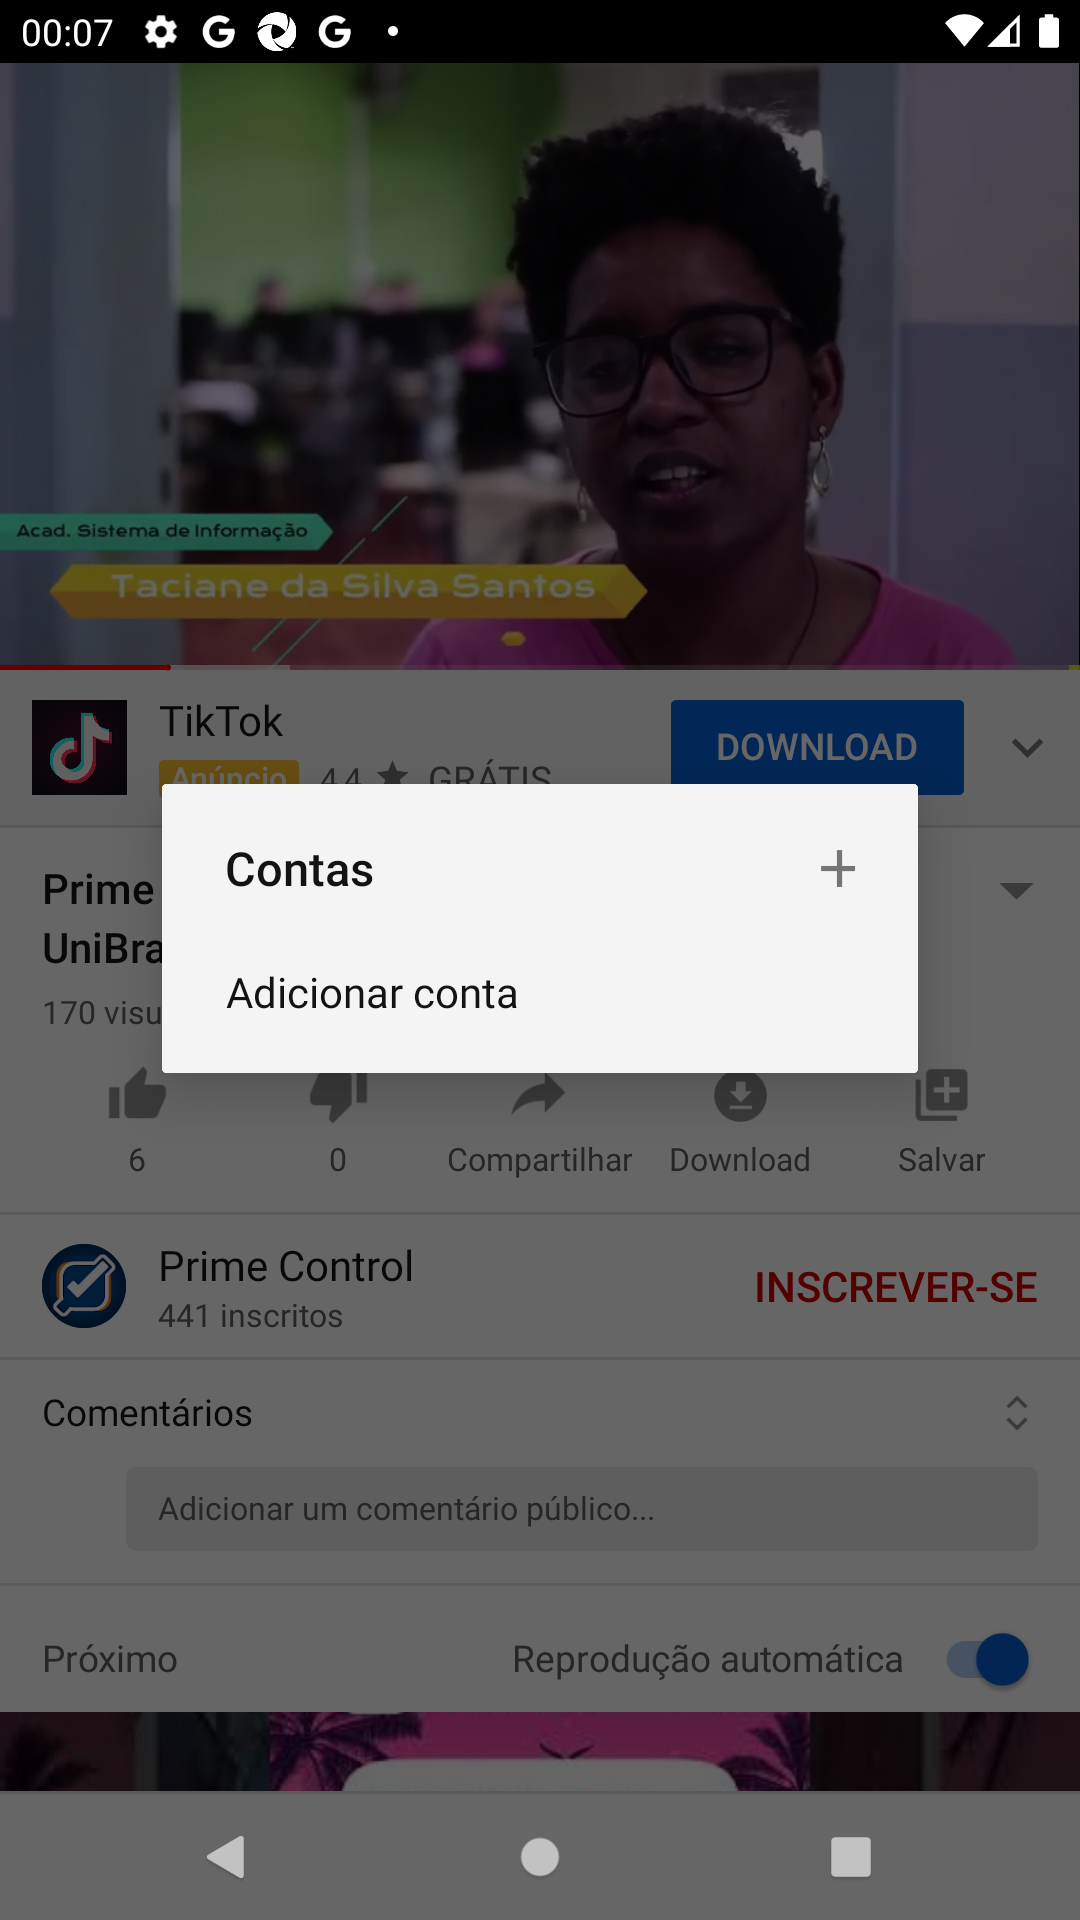 00:07
Acad. Sistema de Informação
Taciane da Silva Santos
TikTok
DOWNLOAD
Anúncio 4,4 ★ GRÁTIS
Contas
Prime
UniBra
Adicionar conta
170 visu
6
0
Compartilhar
Download
Salvar
Prime Control
441 inscritos
INSCREVER-SE
Comentários
Adicionar um comentário público...
Próximo
Reprodução automática